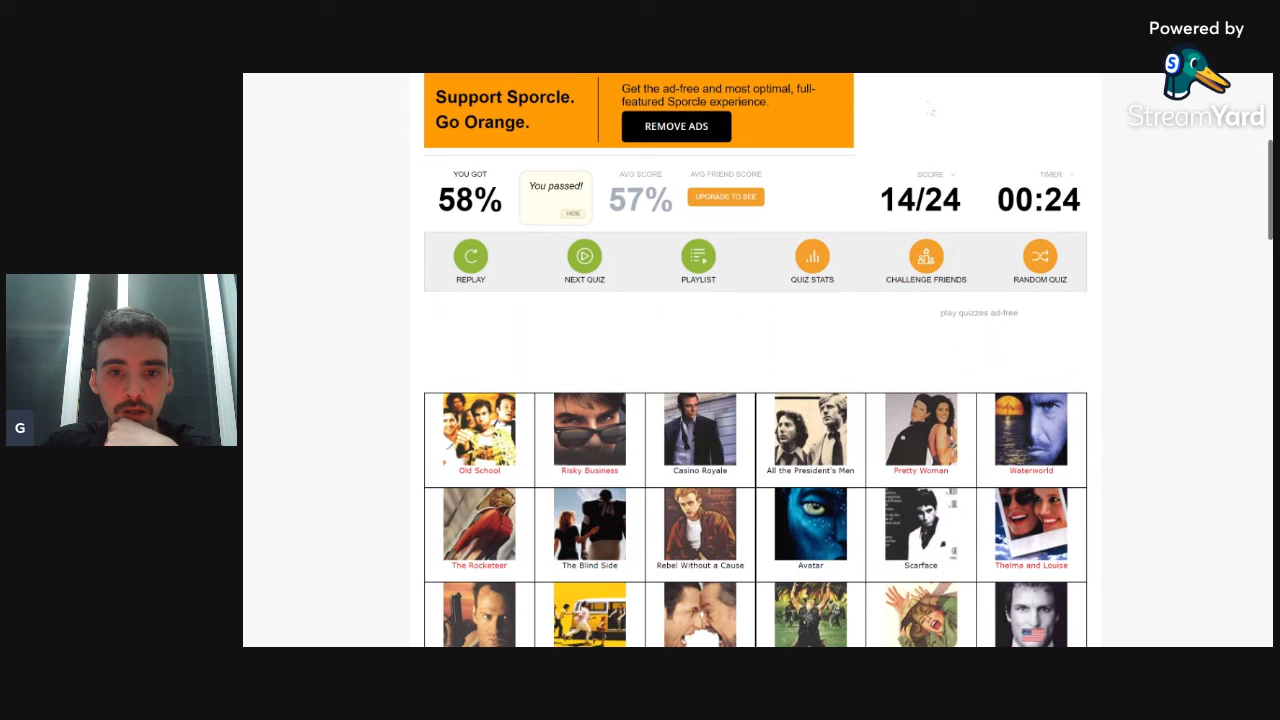 Powered by
StreamYard
S
Support Sporcle.
Go Orange.
Get the ad-free and most optimal, full-
featured Sporcle experience.
REMOVE ADS
YOU GOT
58%
You passed!
HIDE
AVG SCORE
57%
AVG FRIEND SCORE
UPGRADE TO SEE
SCORE
14/24
TIMER
00:24
REPLAY
NEXT QUIZ
PLAYLIST
QUIZ STATS
CHALLENGE FRIENDS
RANDOM QUIZ
play quizzes ad-free
Old School
Risky Business
Casino Royale
All the President's Men
Pretty Woman
Waterworld
74
The Rocketeer
The Blind Side
Rebel Without a Cause
Avatar
Scarface
Thelma and Louise
G